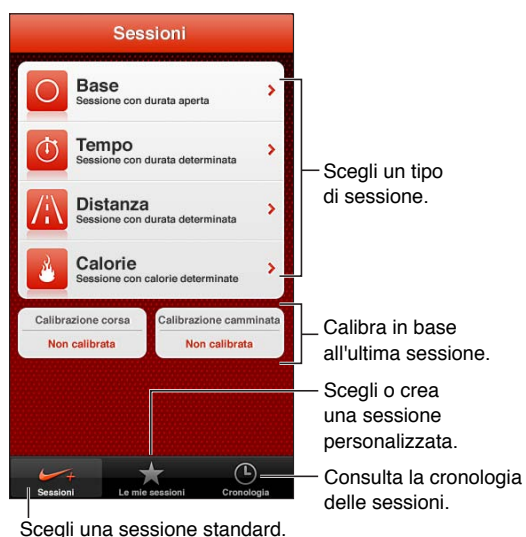 Sessioni
Base
Sessione con durata aperta
Tempo
Sessione con durata determinata
Distanza
Sessione con durata determinata
Calorie
Sessione con calorie determinate
Scegli un tipo
di sessione.
Calibrazione corsa
Non calibrata
Calibrazione camminata
Non calibrata
Calibra in base
all'ultima sessione.
Scegli o crea
una sessione
personalizzata.
Sessioni
Le mie sessioni
Cronologia
Consulta la cronologia
delle sessioni.
Scegli una sessione standard.